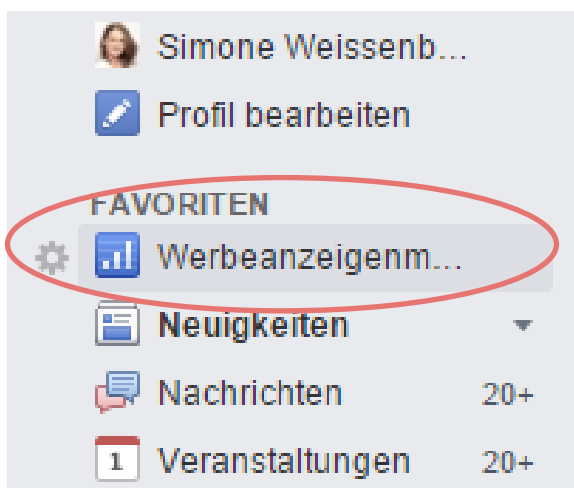 Simone Weissenb...
Profil bearbeiten
FAVORITEN
Werbeanzeigenm...
Neuigkeiten
Nachrichten 20+
1 Veranstaltungen 20+